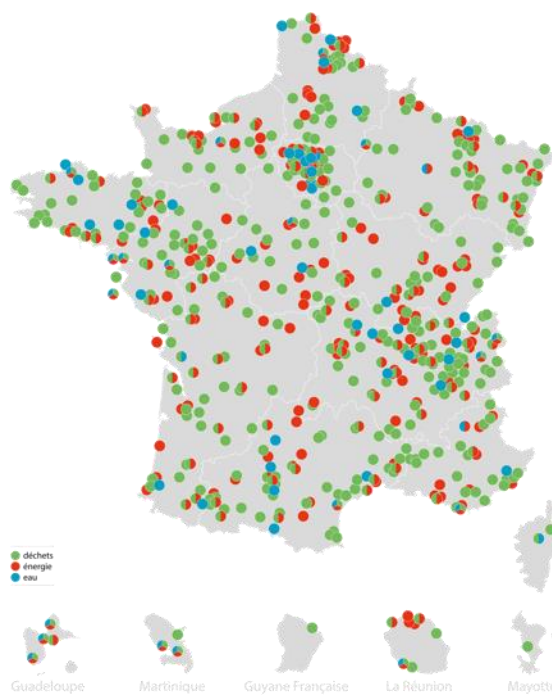 déchets
énergie
eau
Guadeloupe
Martinique
Guyane Française
La Réunion
Mayotte